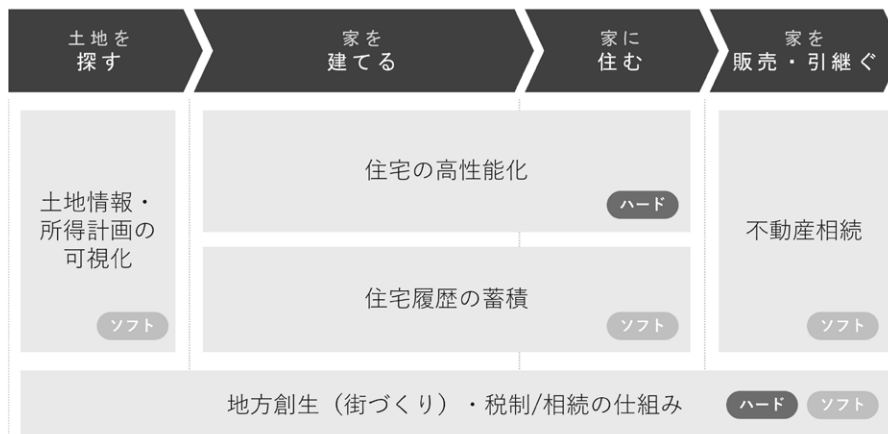 土地を
探す
家を
建てる
家に
住む
家を
販売・引継ぐ
土地情報・
所得計画の
可視化
ソフト
住宅の高性能化
ハード
住宅履歴の蓄積
ソフト
不動産相続
ソフト
地方創生（街づくり）・税制/相続の仕組み
ハード
ソフト